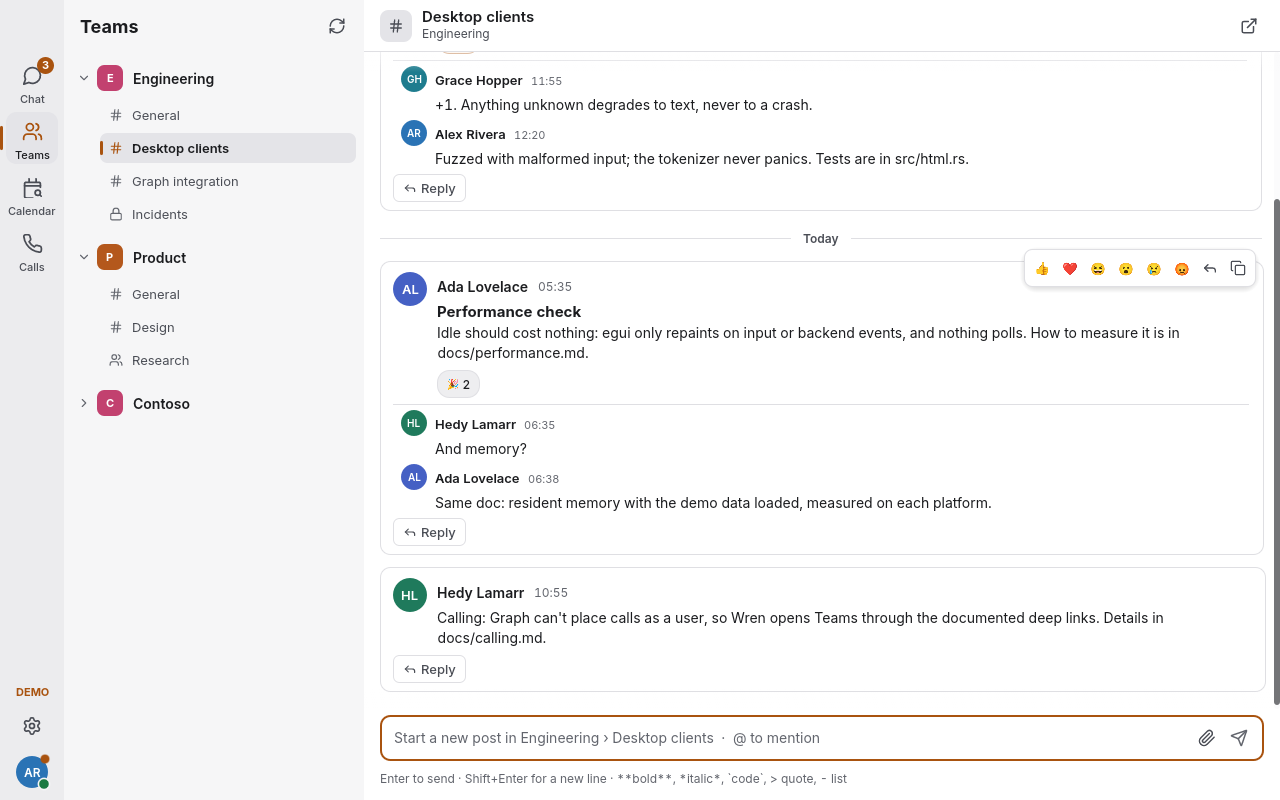 Teams
3
Chat
Teams
Calendar
Calls
DEMO
AR
E Engineering
General
Desktop clients
Graph integration
Incidents
P Product
General
Design
Research
C Contoso
# Desktop clients
Engineering
GH Grace Hopper 11:55
+1. Anything unknown degrades to text, never to a crash.
AR Alex Rivera 12:20
Fuzzed with malformed input; the tokenizer never panics. Tests are in src/html.rs.
Reply
Today
AL Ada Lovelace 05:35
Performance check
Idle should cost nothing: egui only repaints on input or backend events, and nothing polls. How to measure it is in
docs/performance.md.
🎉 2
HL Hedy Lamarr 06:35
And memory?
AL Ada Lovelace 06:38
Same doc: resident memory with the demo data loaded, measured on each platform.
Reply
HL Hedy Lamarr 10:55
Calling: Graph can't place calls as a user, so Wren opens Teams through the documented deep links. Details in
docs/calling.md.
Reply
Start a new post in Engineering › Desktop clients · @ to mention
Enter to send · Shift+Enter for a new line · **bold**, *italic*, `code`, > quote, - list